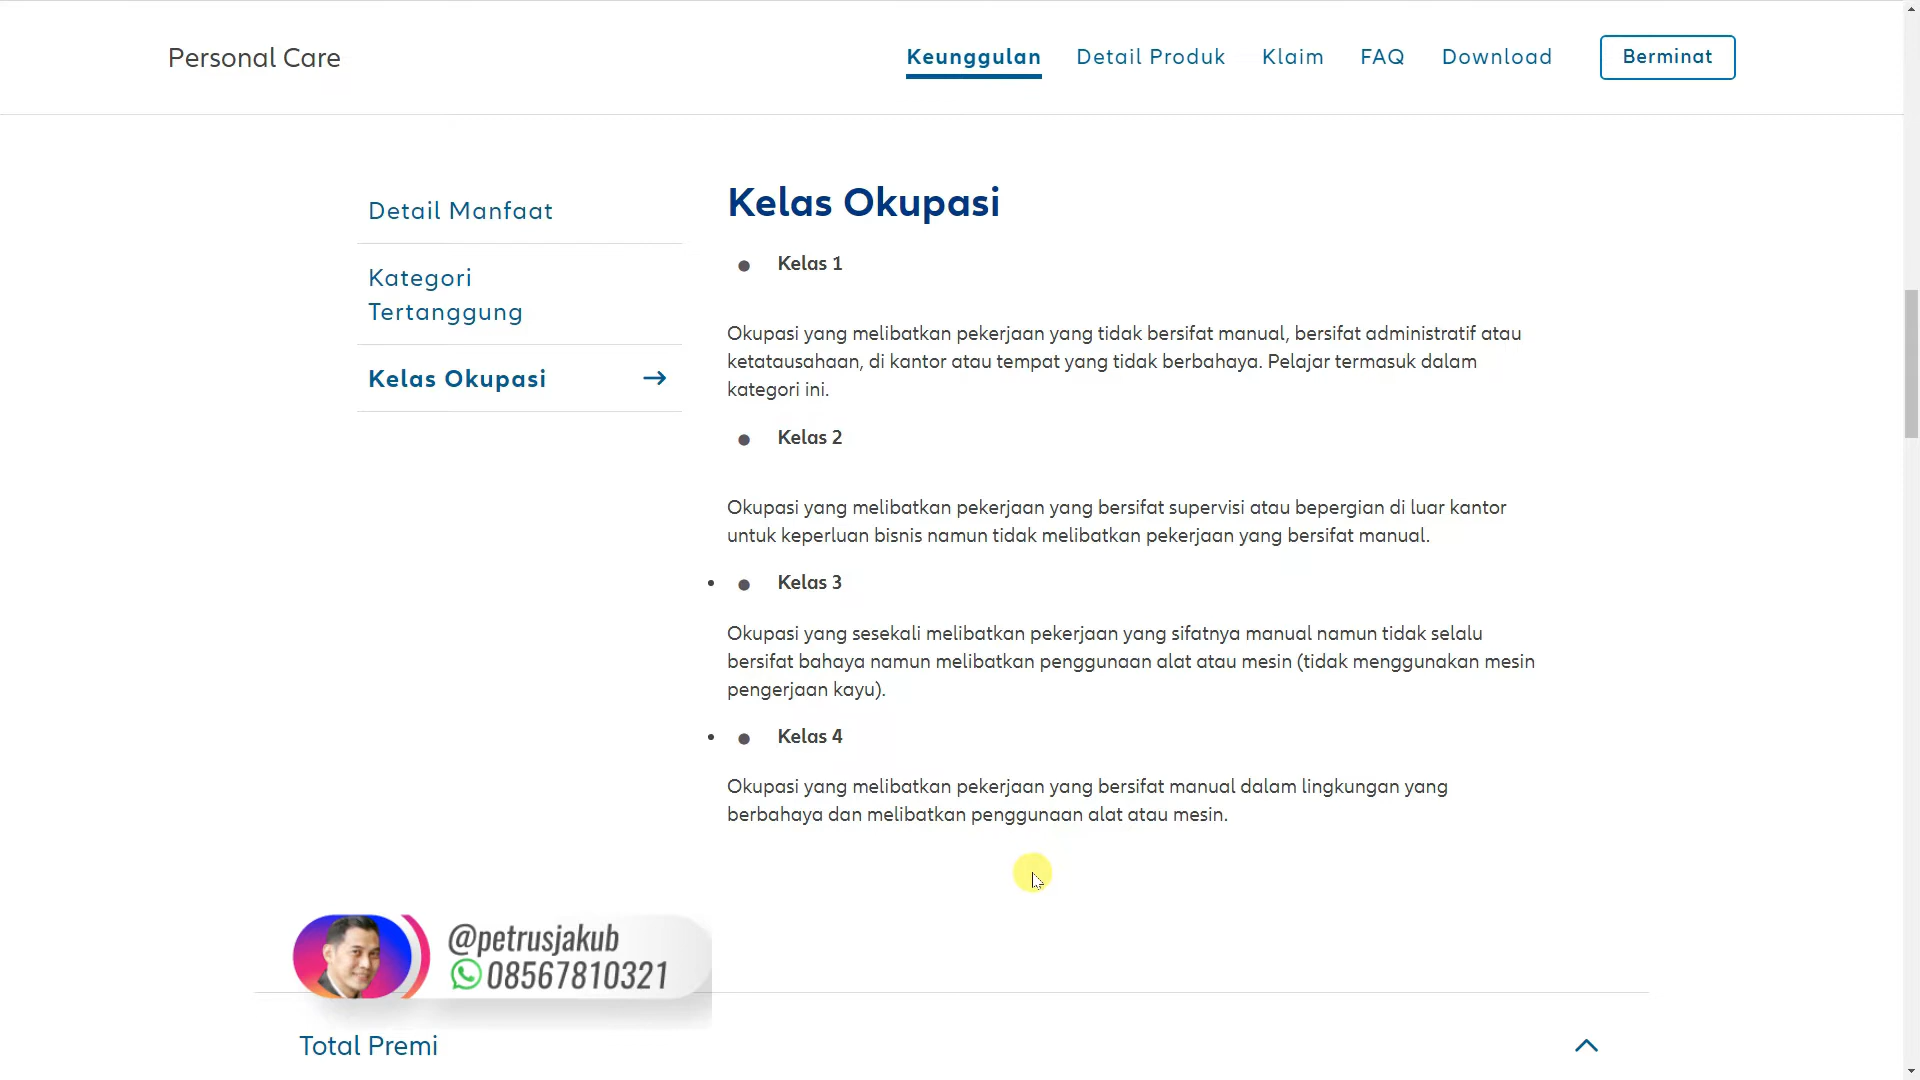 Personal Care
Keunggulan
Detail Produk
Klaim
FAQ
Download
Berminat
Detail Manfaat
Kategori
Tertanggung
Kelas Okupasi
Kelas Okupasi
Kelas 1
Okupasi yang melibatkan pekerjaan yang tidak bersifat manual, bersifat administratif atau
ketatausahaan, di kantor atau tempat yang tidak berbahaya. Pelajar termasuk dalam
kategori ini.
Kelas 2
Okupasi yang melibatkan pekerjaan yang bersifat supervisi atau bepergian di luar kantor
untuk keperluan bisnis namun tidak melibatkan pekerjaan yang bersifat manual.
Kelas 3
Okupasi yang sesekali melibatkan pekerjaan yang sifatnya manual namun tidak selalu
bersifat bahaya namun melibatkan penggunaan alat atau mesin (tidak menggunakan mesin
pengerjaan kayu).
Kelas 4
Okupasi yang melibatkan pekerjaan yang bersifat manual dalam lingkungan yang
berbahaya dan melibatkan penggunaan alat atau mesin.
@petrusjakub
08567810321
Total Premi